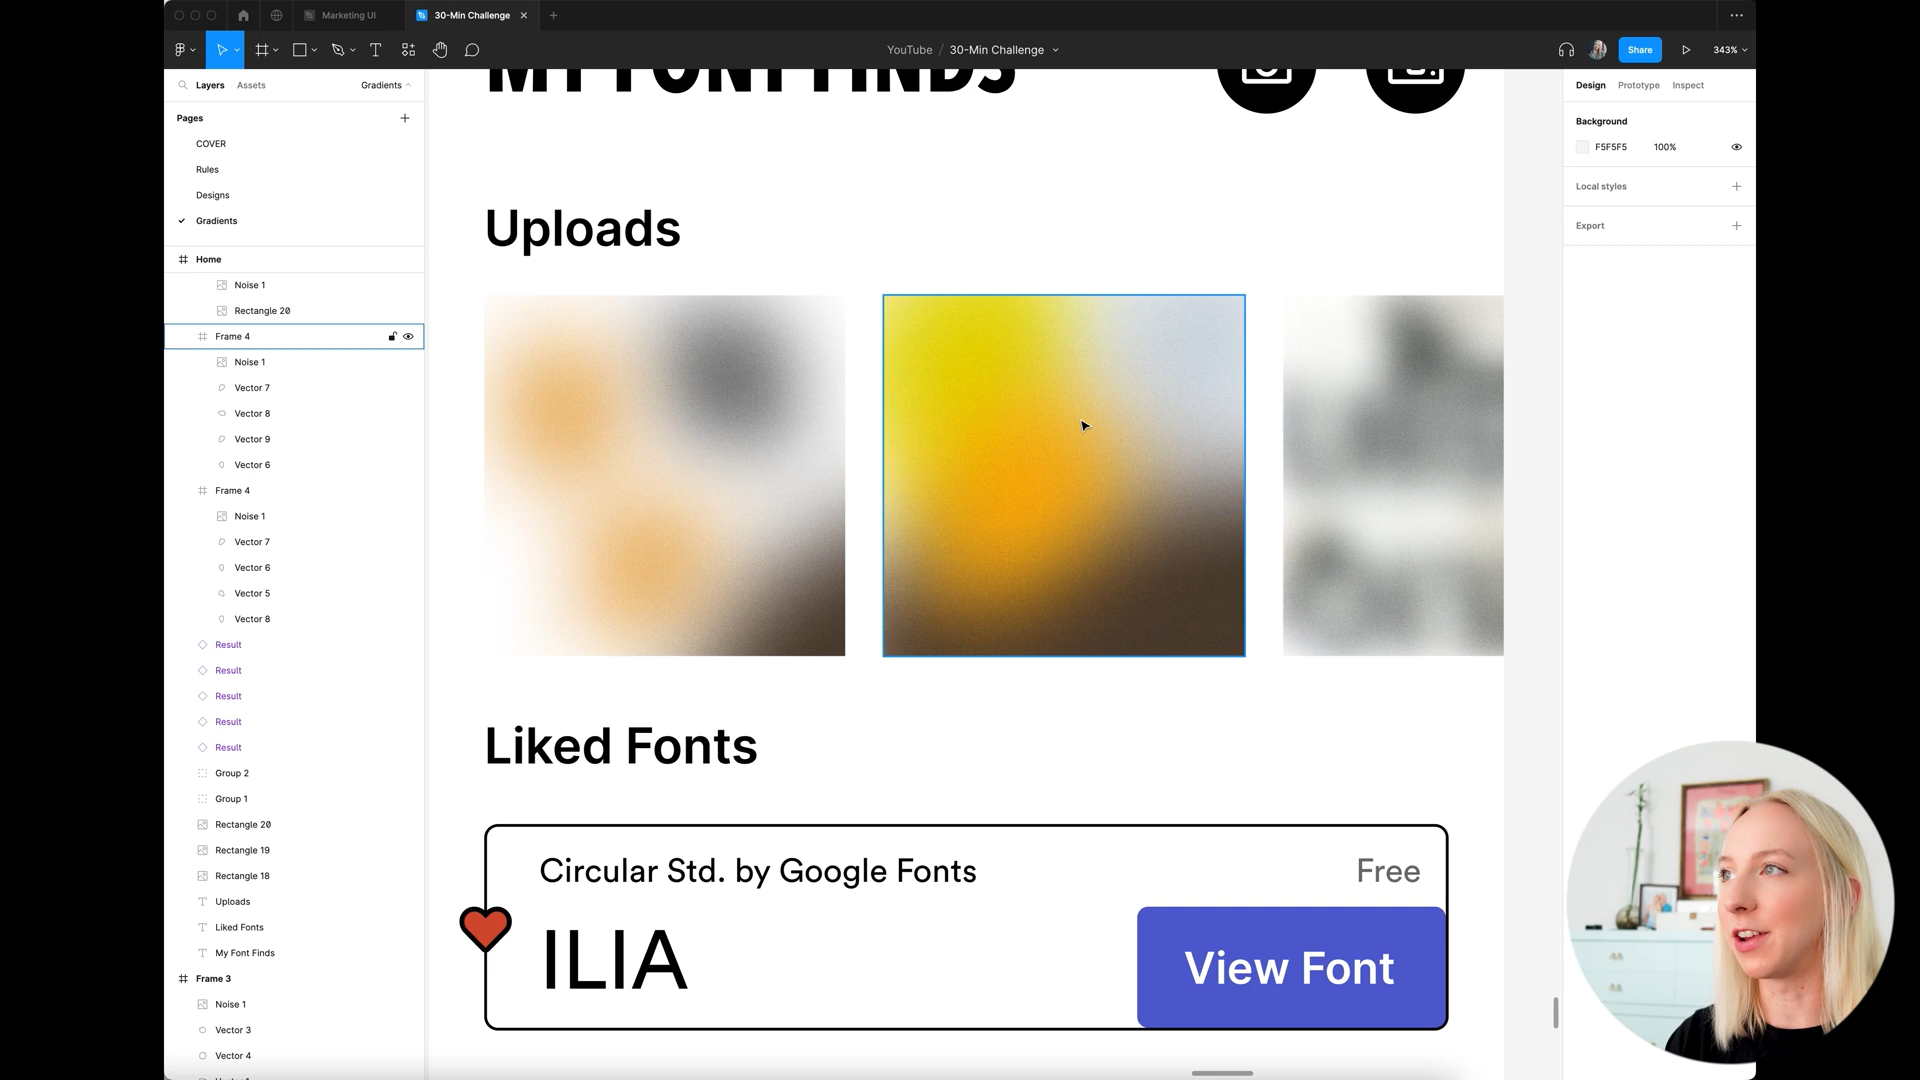 Marketing UI
30-Min Challenge
YouTube / 30-Min Challenge
Share
343%
Layers
Assets
Gradients
Pages
COVER
Rules
Designs
Gradients
Home
Noise 1
Rectangle 20
Frame 4
Noise 1
Vector 7
Vector 8
Vector 9
Vector 6
Frame 4
Noise 1
Vector 7
Vector 6
Vector 5
Vector 8
Result
Result
Result
Result
Result
Group 2
Group 1
Rectangle 20
Rectangle 19
Rectangle 18
Uploads
Liked Fonts
My Font Finds
Frame 3
Noise 1
Vector 3
Vector 4
MY FONT FINDS
Uploads
Liked Fonts
Circular Std. by Google Fonts
Free
ILIA
View Font
Design
Prototype
Inspect
Background
F5F5F5
100%
Local styles
Export